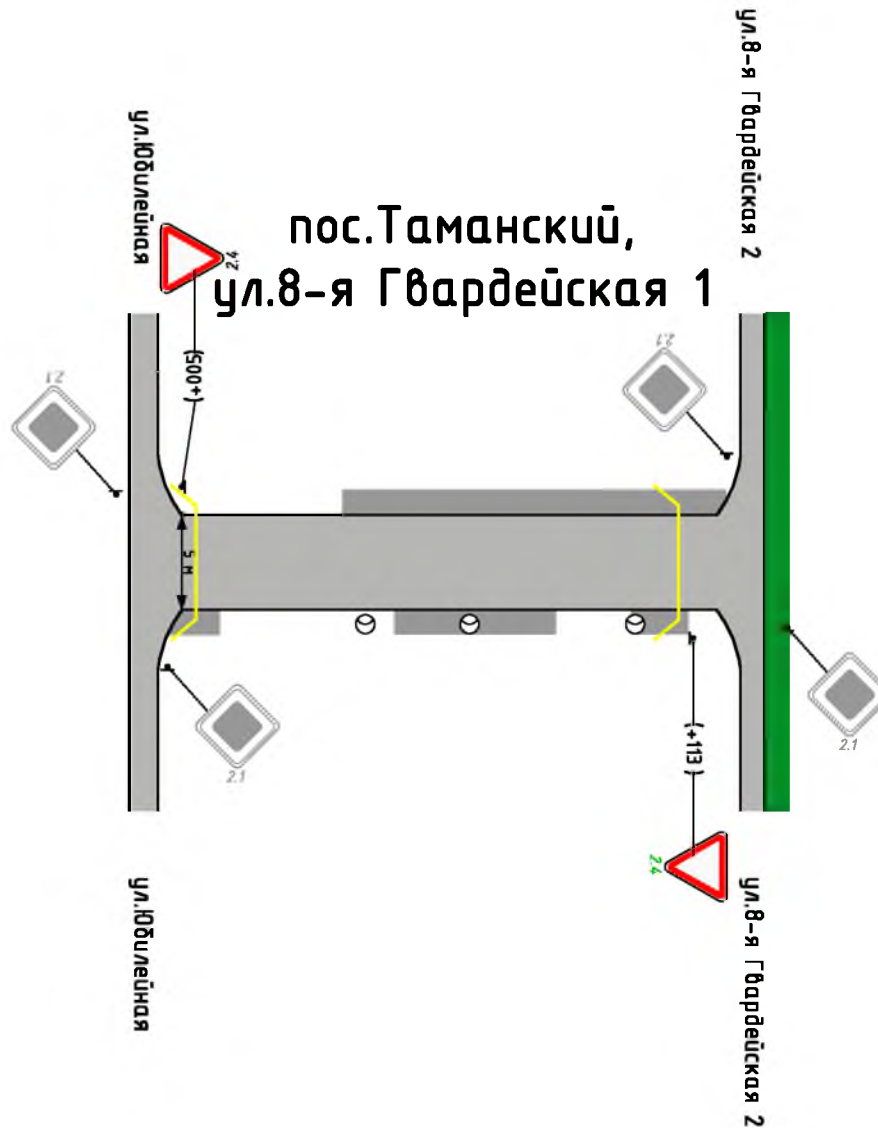 ул.8-я Гвардейская 2
ул.Юбилейная
2.4
пос.Таманский,
ул.8-я Гвардейская 1
2.1
(+005)
2.1
5 м
2.1
(+113 )
2.1
2.4
ул.Юбилейная
ул.8-я Гвардейская 2